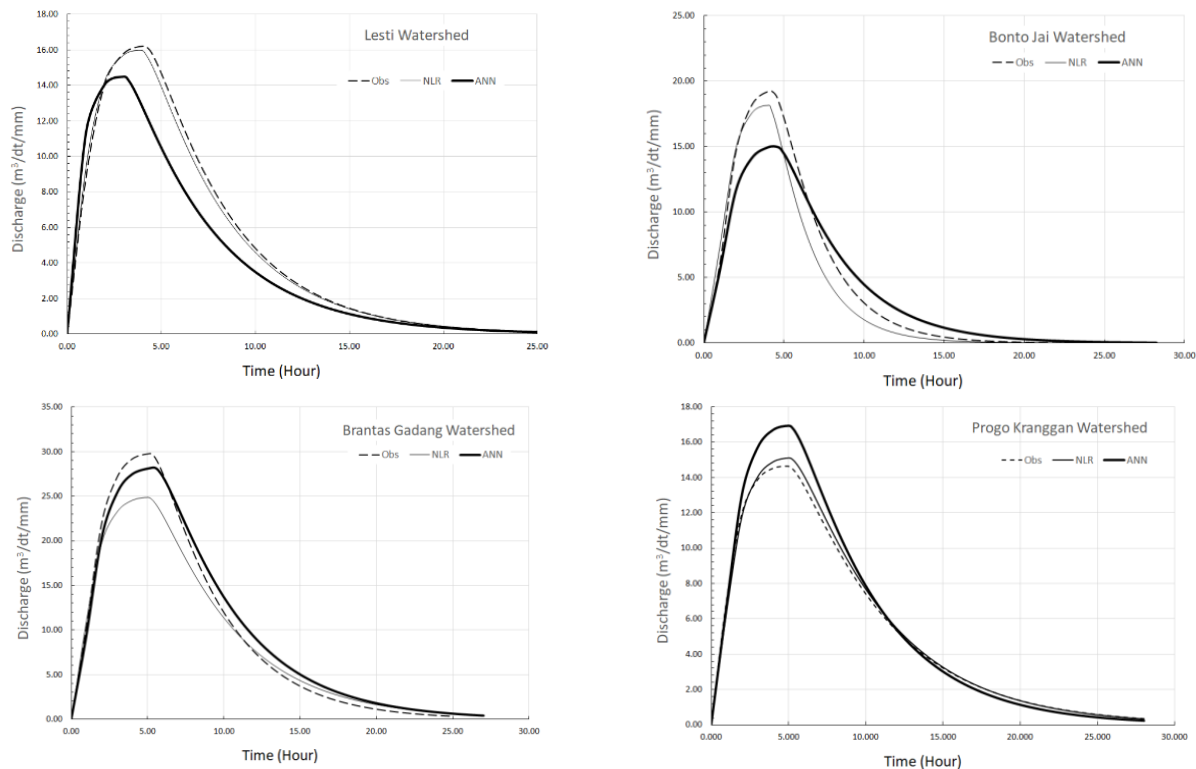 Lesti Watershed
Obs NLR ANN
Discharge (m³/dt/mm)
18.00
16.00
14.00
12.00
10.00
8.00
6.00
4.00
2.00
0.00
0.00 5.00 10.00 15.00 20.00 25.00
Time (Hour)
Bonto Jai Watershed
Obs NLR ANN
Discharge (m³/dt/mm)
25.00
20.00
15.00
10.00
5.00
0.00
0.00 5.00 10.00 15.00 20.00 25.00 30.00
Time (Hour)
Brantas Gadang Watershed
Obs NLR ANN
Discharge (m³/dt/mm)
35.00
30.00
25.00
20.00
15.00
10.00
5.00
0.00
0.00 5.00 10.00 15.00 20.00 25.00 30.00
Time (Hour)
Progo Kranggan Watershed
Obs NLR ANN
Discharge (m³/dt/mm)
18.00
16.00
14.00
12.00
10.00
8.00
6.00
4.00
2.00
0.00
0.000 5.000 10.000 15.000 20.000 25.000 30.000
Time (Hour)